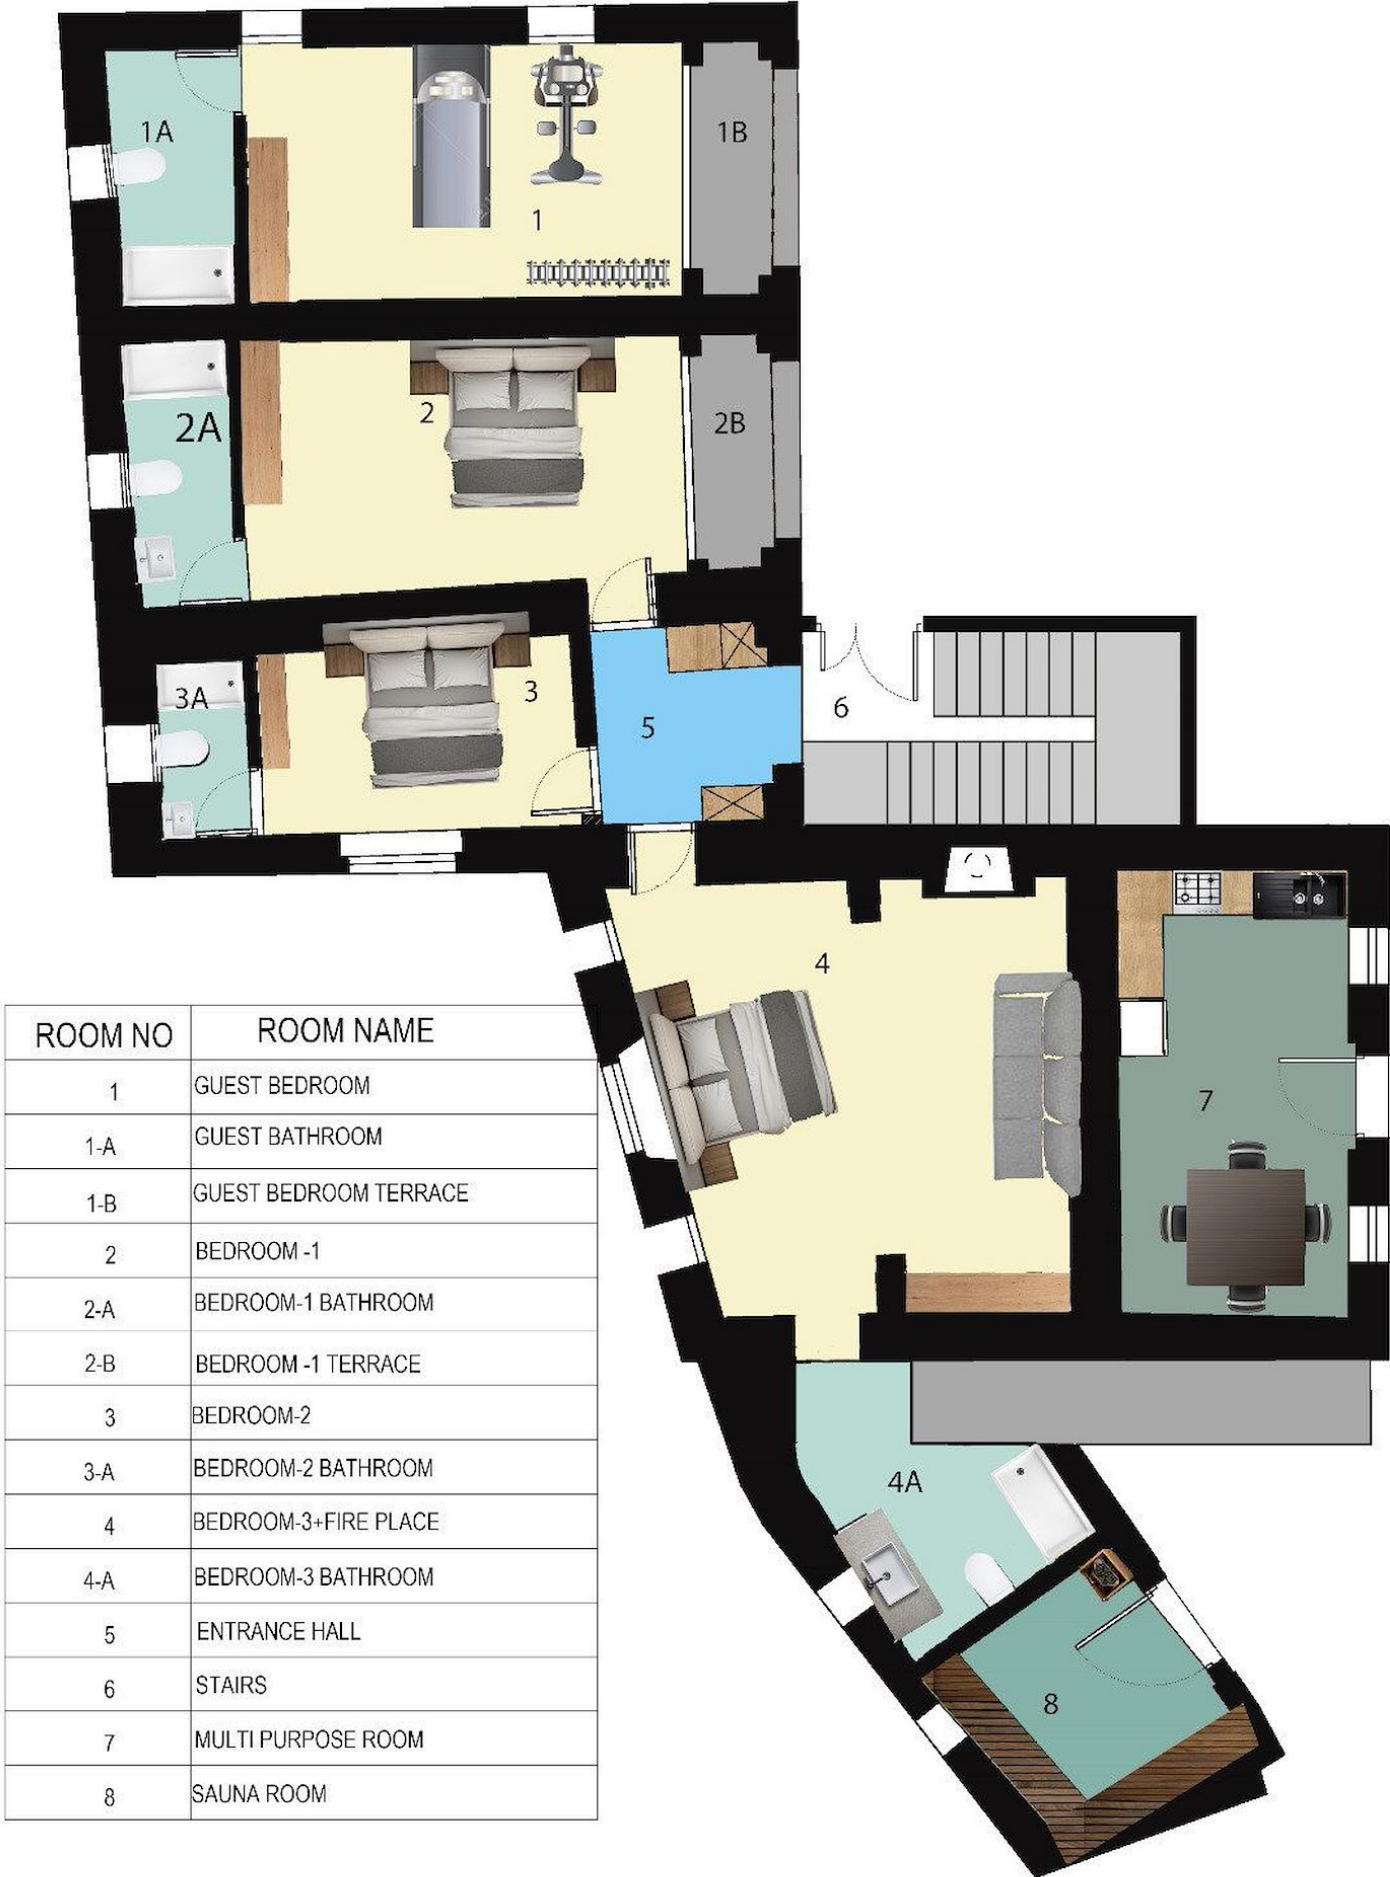 1A
1B
1
2
2A
2B
3A
3
5
6
4
7
4A
8
ROOM NO ROOM NAME
1 GUEST BEDROOM
1-A GUEST BATHROOM
1-B GUEST BEDROOM TERRACE
2 BEDROOM -1
2-A BEDROOM-1 BATHROOM
2-B BEDROOM -1 TERRACE
3 BEDROOM-2
3-A BEDROOM-2 BATHROOM
4 BEDROOM-3+FIRE PLACE
4-A BEDROOM-3 BATHROOM
5 ENTRANCE HALL
6 STAIRS
7 MULTI PURPOSE ROOM
8 SAUNA ROOM